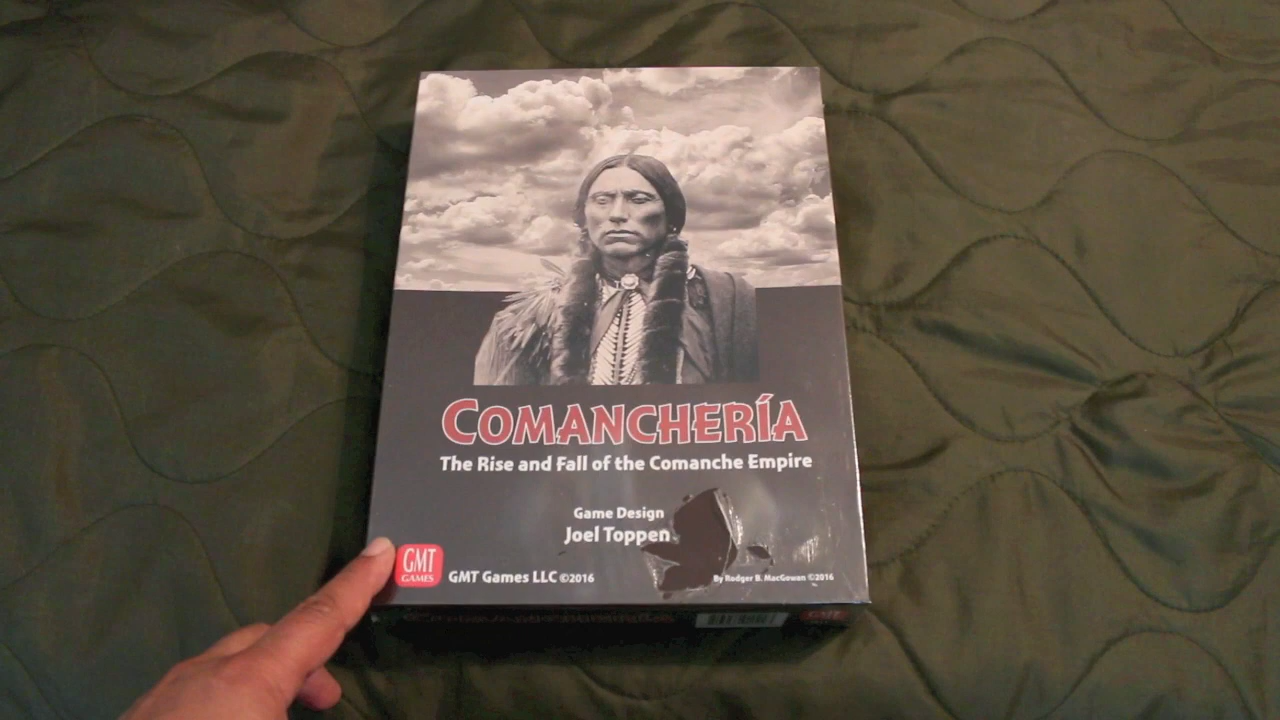 COMANCHERÍA
The Rise and Fall of the Comanche Empire
Game Design
Joel Toppen
GMT
GAMES
GMT Games LLC ©2016
By Rodger B. MacGowan ©2016
GMT